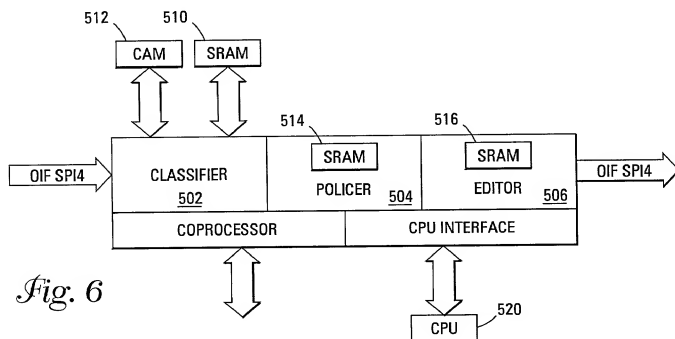 512
510
CAM
SRAM
514
516
OIF SPI4
CLASSIFIER
502
SRAM
POLICER
504
SRAM
EDITOR
506
OIF SPI4
COPROCESSOR
CPU INTERFACE
Fig. 6
CPU
520